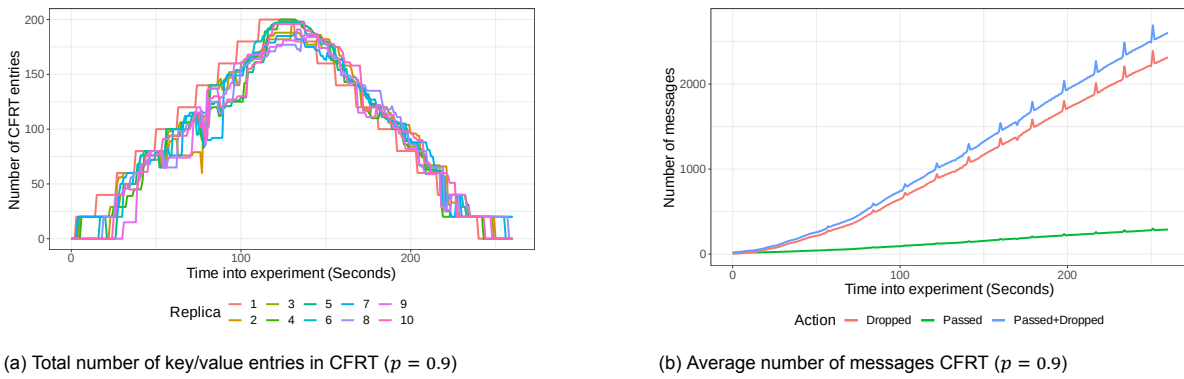 200
150
100
50
0
Number of CFRT entries
0 100 200
Time into experiment (Seconds)
Replica
1 3 5 7 9
2 4 6 8 10
(a) Total number of key/value entries in CFRT (p = 0.9)
2000
1000
0
Number of messages
0 100 200
Time into experiment (Seconds)
Action Dropped Passed Passed+Dropped
(b) Average number of messages CFRT (p = 0.9)